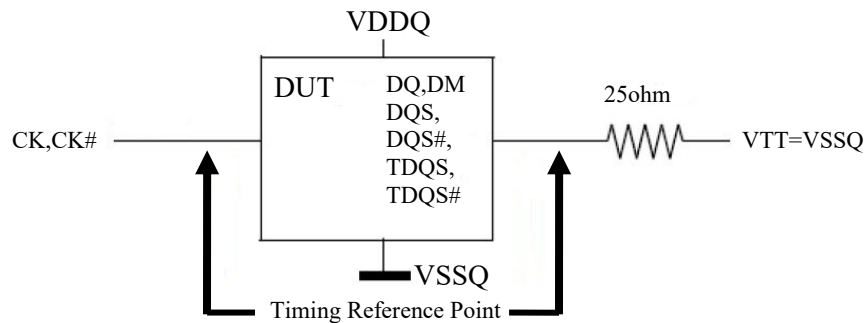 VDDQ
DUT
DQ,DM
DQS,
DQS#,
TDQS,
TDQS#
25ohm
CK,CK#
VTT=VSSQ
VSSQ
Timing Reference Point